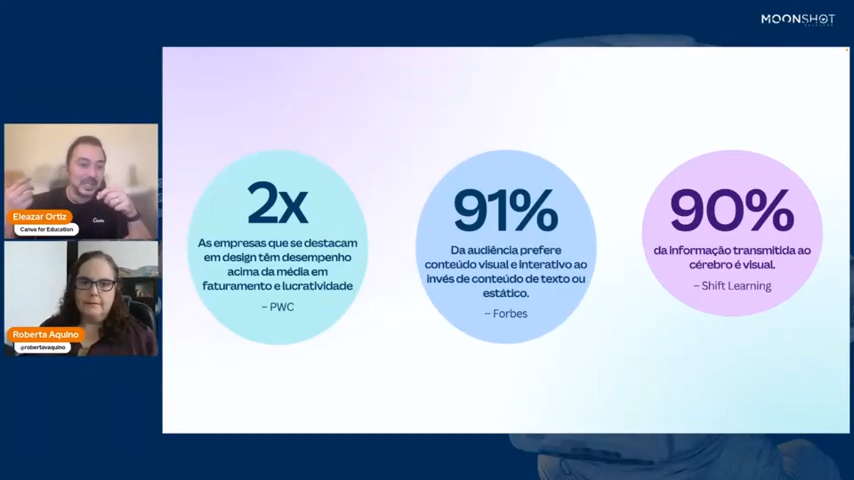 MOONSHOT
2x
As empresas que se destacam
em design têm desempenho
acima da média em
faturamento e lucratividade
– PWC
91%
Da audiência prefere
conteúdo visual e interativo ao
invés de conteúdo de texto ou
estático.
– Forbes
90%
da informação transmitida ao
cérebro é visual.
– Shift Learning
Eleazar Ortiz
Canva for Education
Canva
Roberta Aquino
@robertavaquino